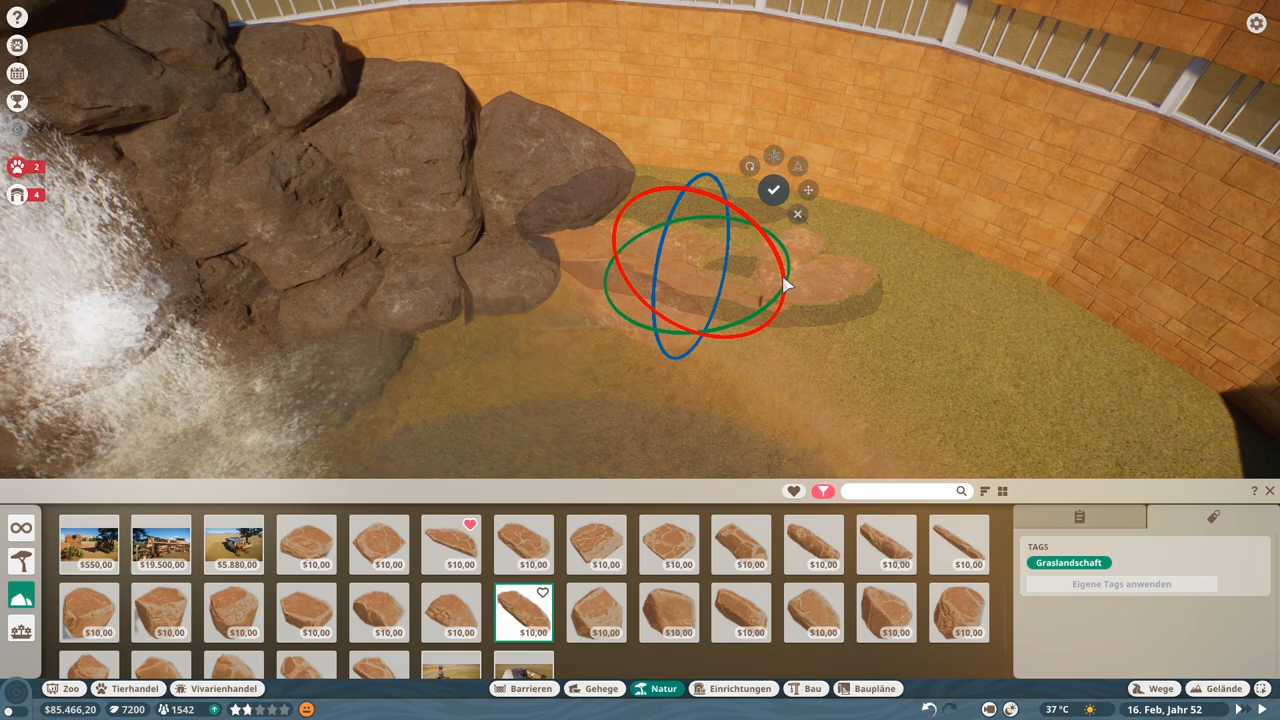 2
4
? 
$550,00 $19.500,00 $5.880,00 $10,00 $10,00 $10,00 $10,00 $10,00 $10,00 $10,00 $10,00 $10,00 $10,00
$10,00 $10,00 $10,00 $10,00 $10,00 $10,00 $10,00 $10,00 $10,00 $10,00 $10,00 $10,00 $10,00
TAGS
Graslandschaft
Eigene Tags anwenden
Zoo Tierhandel Vivarienhandel Barrieren Gehege Natur Einrichtungen Bau Baupläne Wege Gelände
$85.466,20 7200 1542 37 °C 16. Feb, Jahr 52